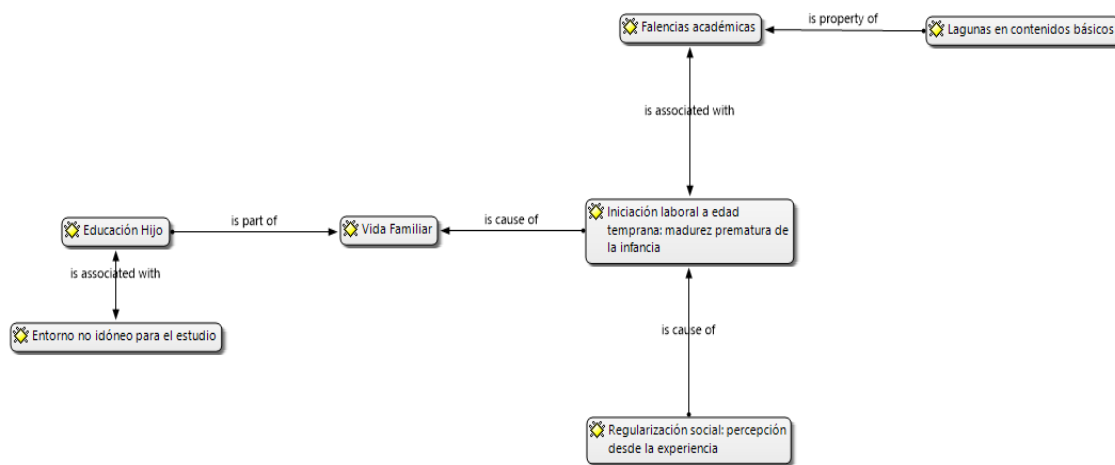 is property of
Falencias académicas
Lagunas en contenidos básicos
is associated with
Iniciación laboral a edad
temprana: madurez prematura de
la infancia
is part of
is cause of
Educación Hijo
Vida Familiar
is associated with
Entorno no idóneo para el estudio
is cause of
Regularización social: percepción
desde la experiencia